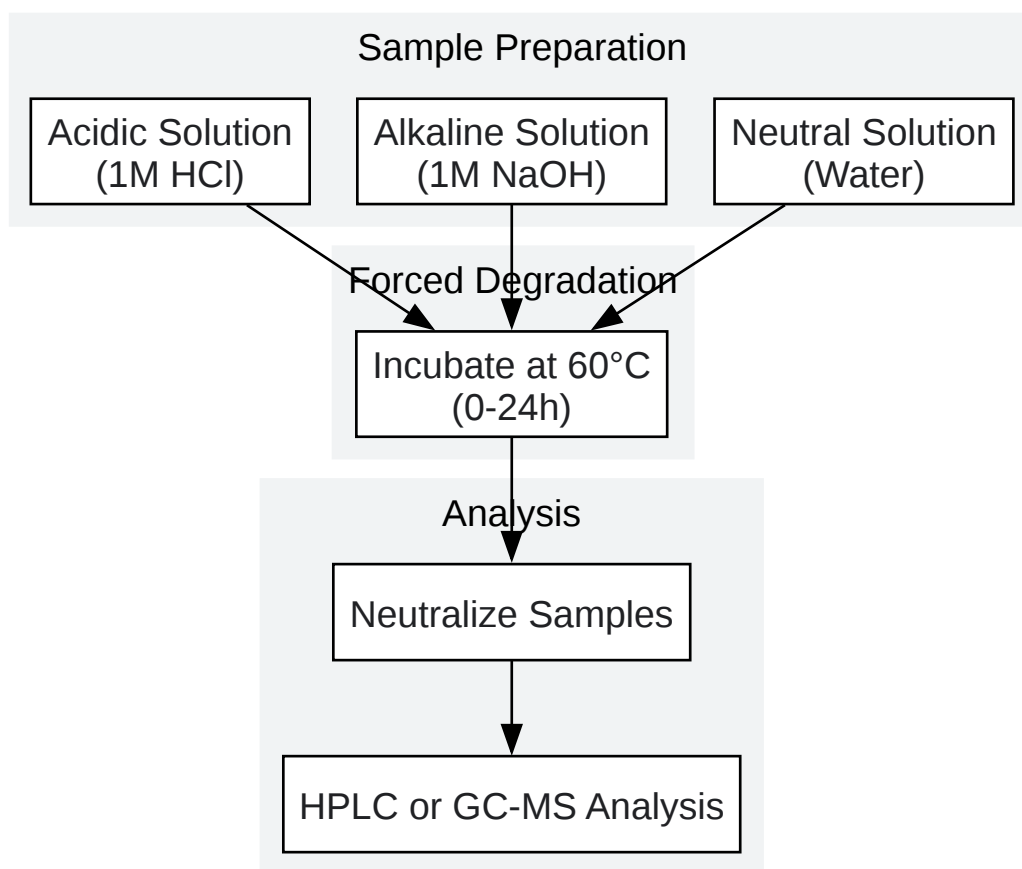 Sample Preparation
Acidic Solution
(1M HCl)
Alkaline Solution
(1M NaOH)
Neutral Solution
(Water)
Forced Degradation
Incubate at 60°C
(0-24h)
Analysis
Neutralize Samples
HPLC or GC-MS Analysis